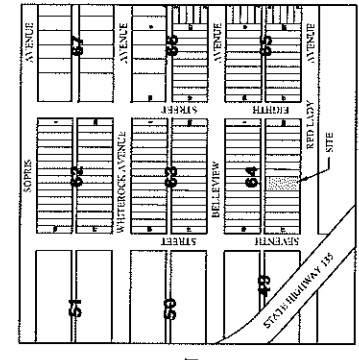 AVENUE
AVENUE
AVENUE
AVENUE
67
66
65
STREET
EIGHTH
SOPRIS
WHITEROCK AVENUE
BELLEVIEW
RED LADY
62
63
64
SITE
STREET
SEVENTH
51
50
49
STATE HIGHWAY 135